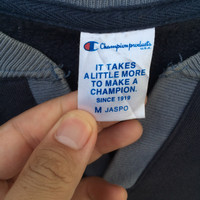 Champion products
U.S.A.
IT TAKES
A LITTLE MORE
TO MAKE A
CHAMPION.
SINCE 1919
M JASPO